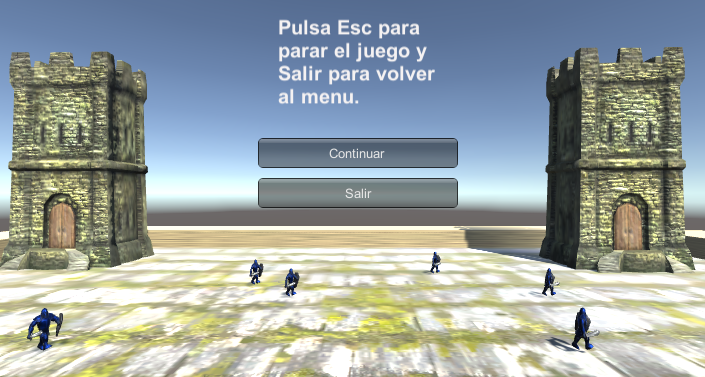 Pulsa Esc para
parar el juego y
Salir para volver
al menu.
Continuar
Salir